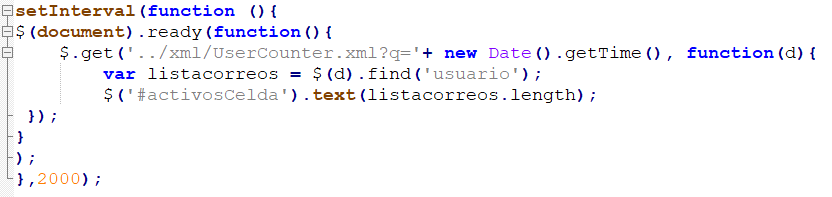 setInterval(function (){
$(document).ready(function(){
    $.get('../xml/UserCounter.xml?q='+ new Date().getTime(), function(d){
        var listacorreos = $(d).find('usuario');
        $('#activosCelda').text(listacorreos.length);
 });
}
);
},2000);